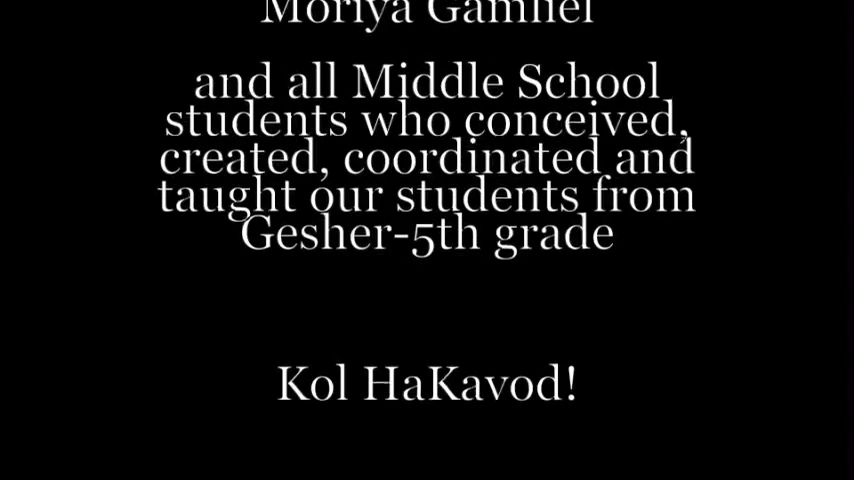 Moriya Gamliel
and all Middle School
students who conceived,
created, coordinated and
taught our students from
Gesher-5th grade
Kol HaKavod!